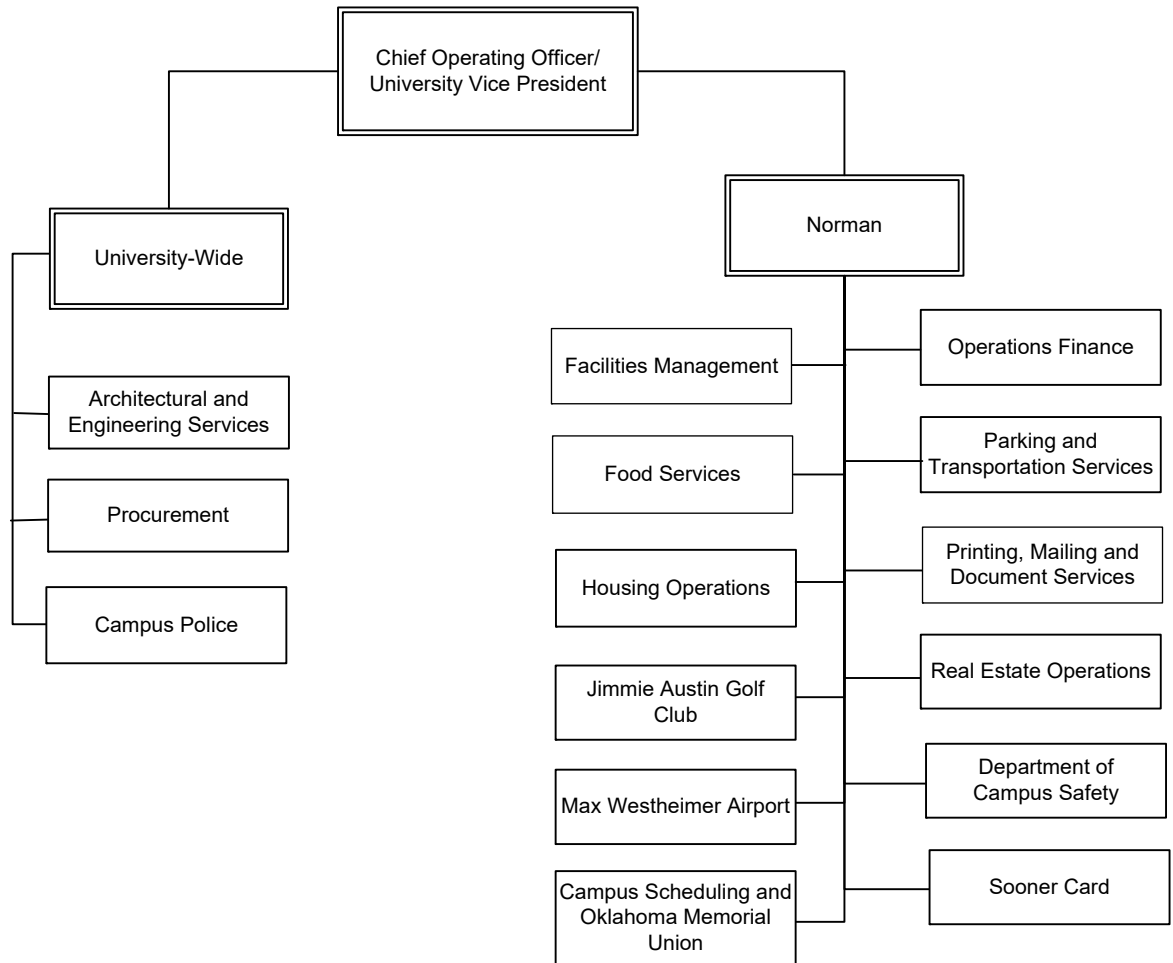 Chief Operating Officer/
University Vice President
University-Wide
Architectural and
Engineering Services
Procurement
Campus Police
Norman
Facilities Management
Food Services
Housing Operations
Jimmie Austin Golf
Club
Max Westheimer Airport
Campus Scheduling and
Oklahoma Memorial
Union
Operations Finance
Parking and
Transportation Services
Printing, Mailing and
Document Services
Real Estate Operations
Department of
Campus Safety
Sooner Card